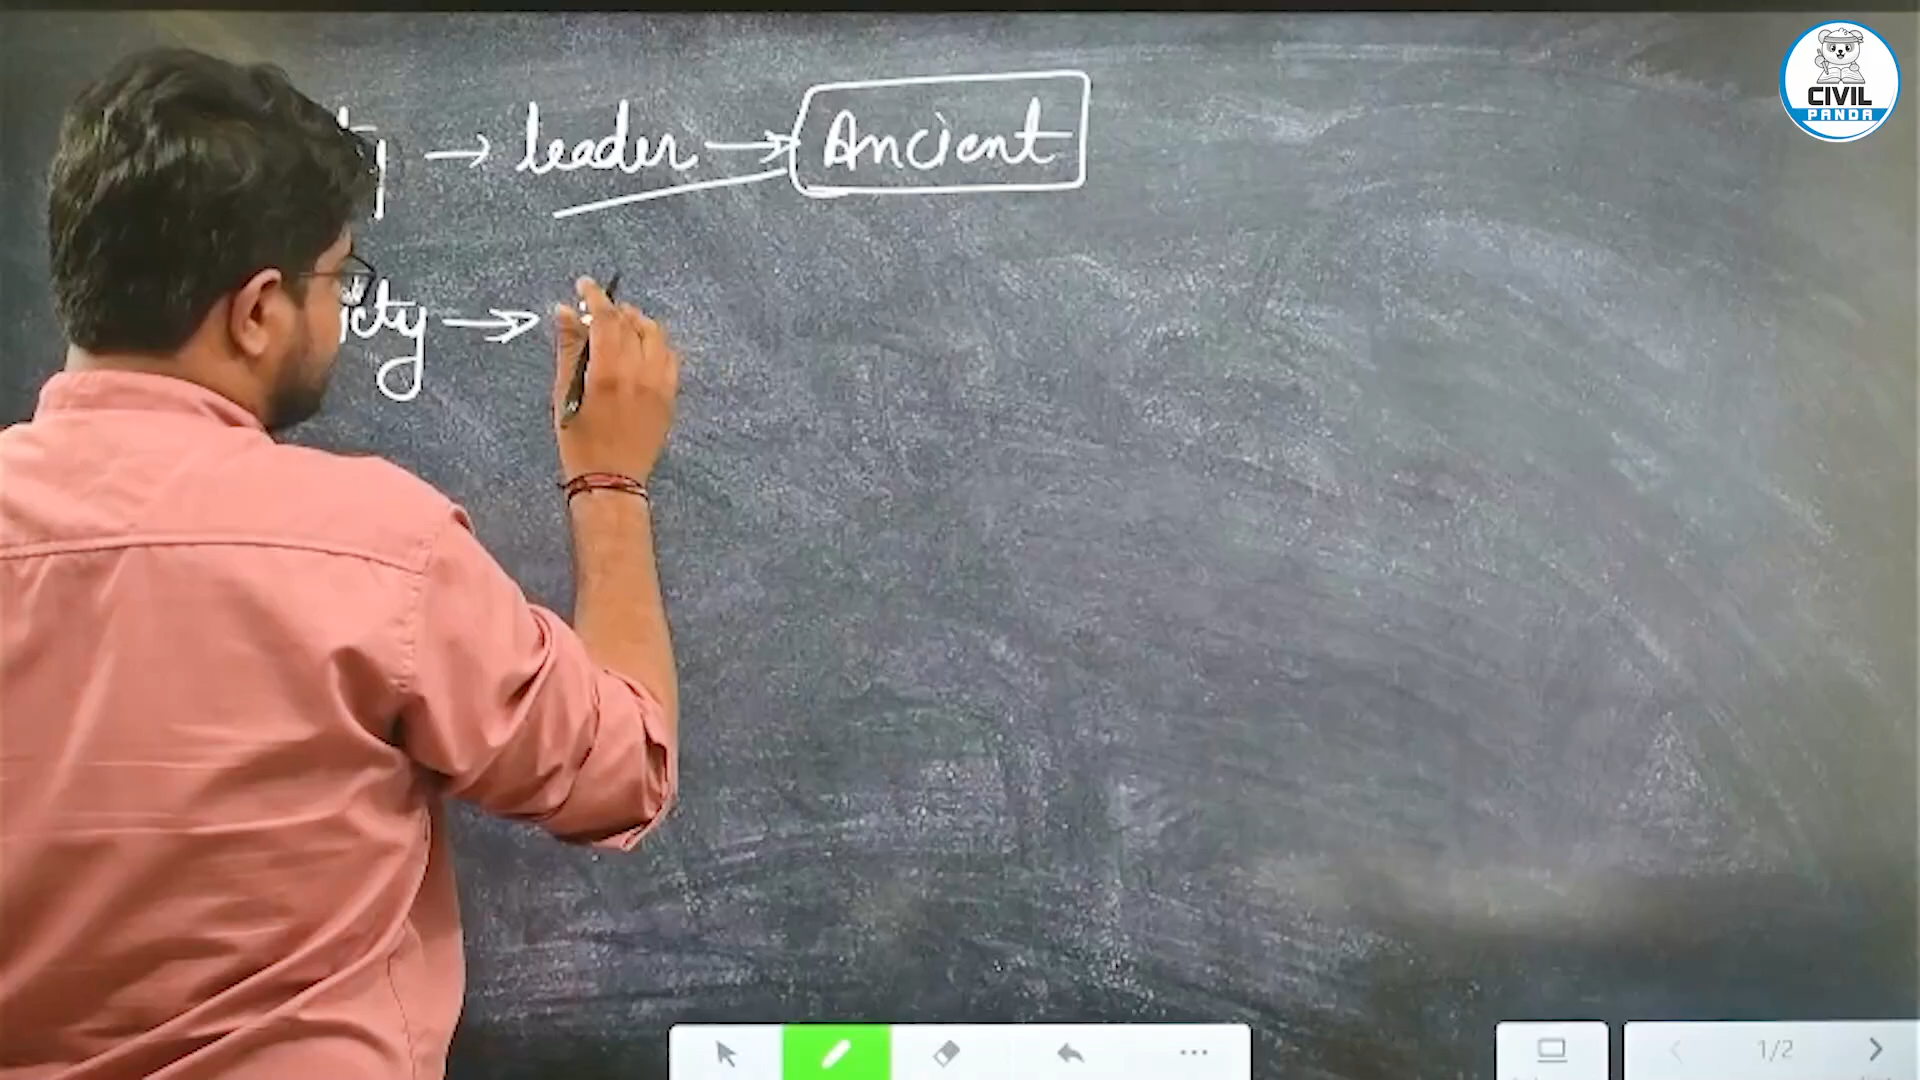 → leader → Ancient
→
CIVIL
PANDA
1/2